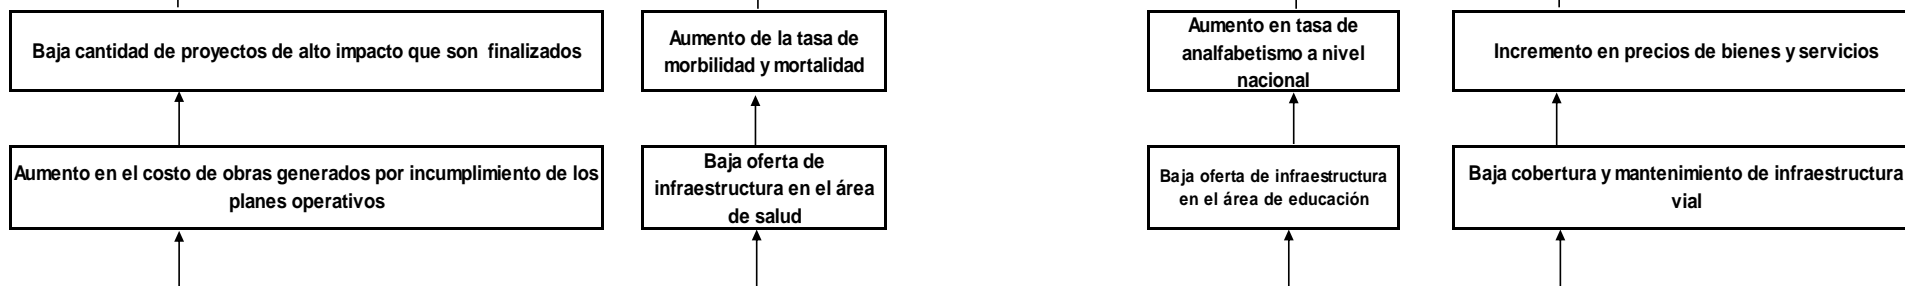 Baja cantidad de proyectos de alto impacto que son finalizados
Aumento de la tasa de
morbilidad y mortalidad
Aumento en tasa de
analfabetismo a nivel
nacional
Incremento en precios de bienes y servicios
Aumento en el costo de obras generados por incumplimiento de los
planes operativos
Baja oferta de
infraestructura en el área
de salud
Baja oferta de infraestructura
en el área de educación
Baja cobertura y mantenimiento de infraestructura
vial